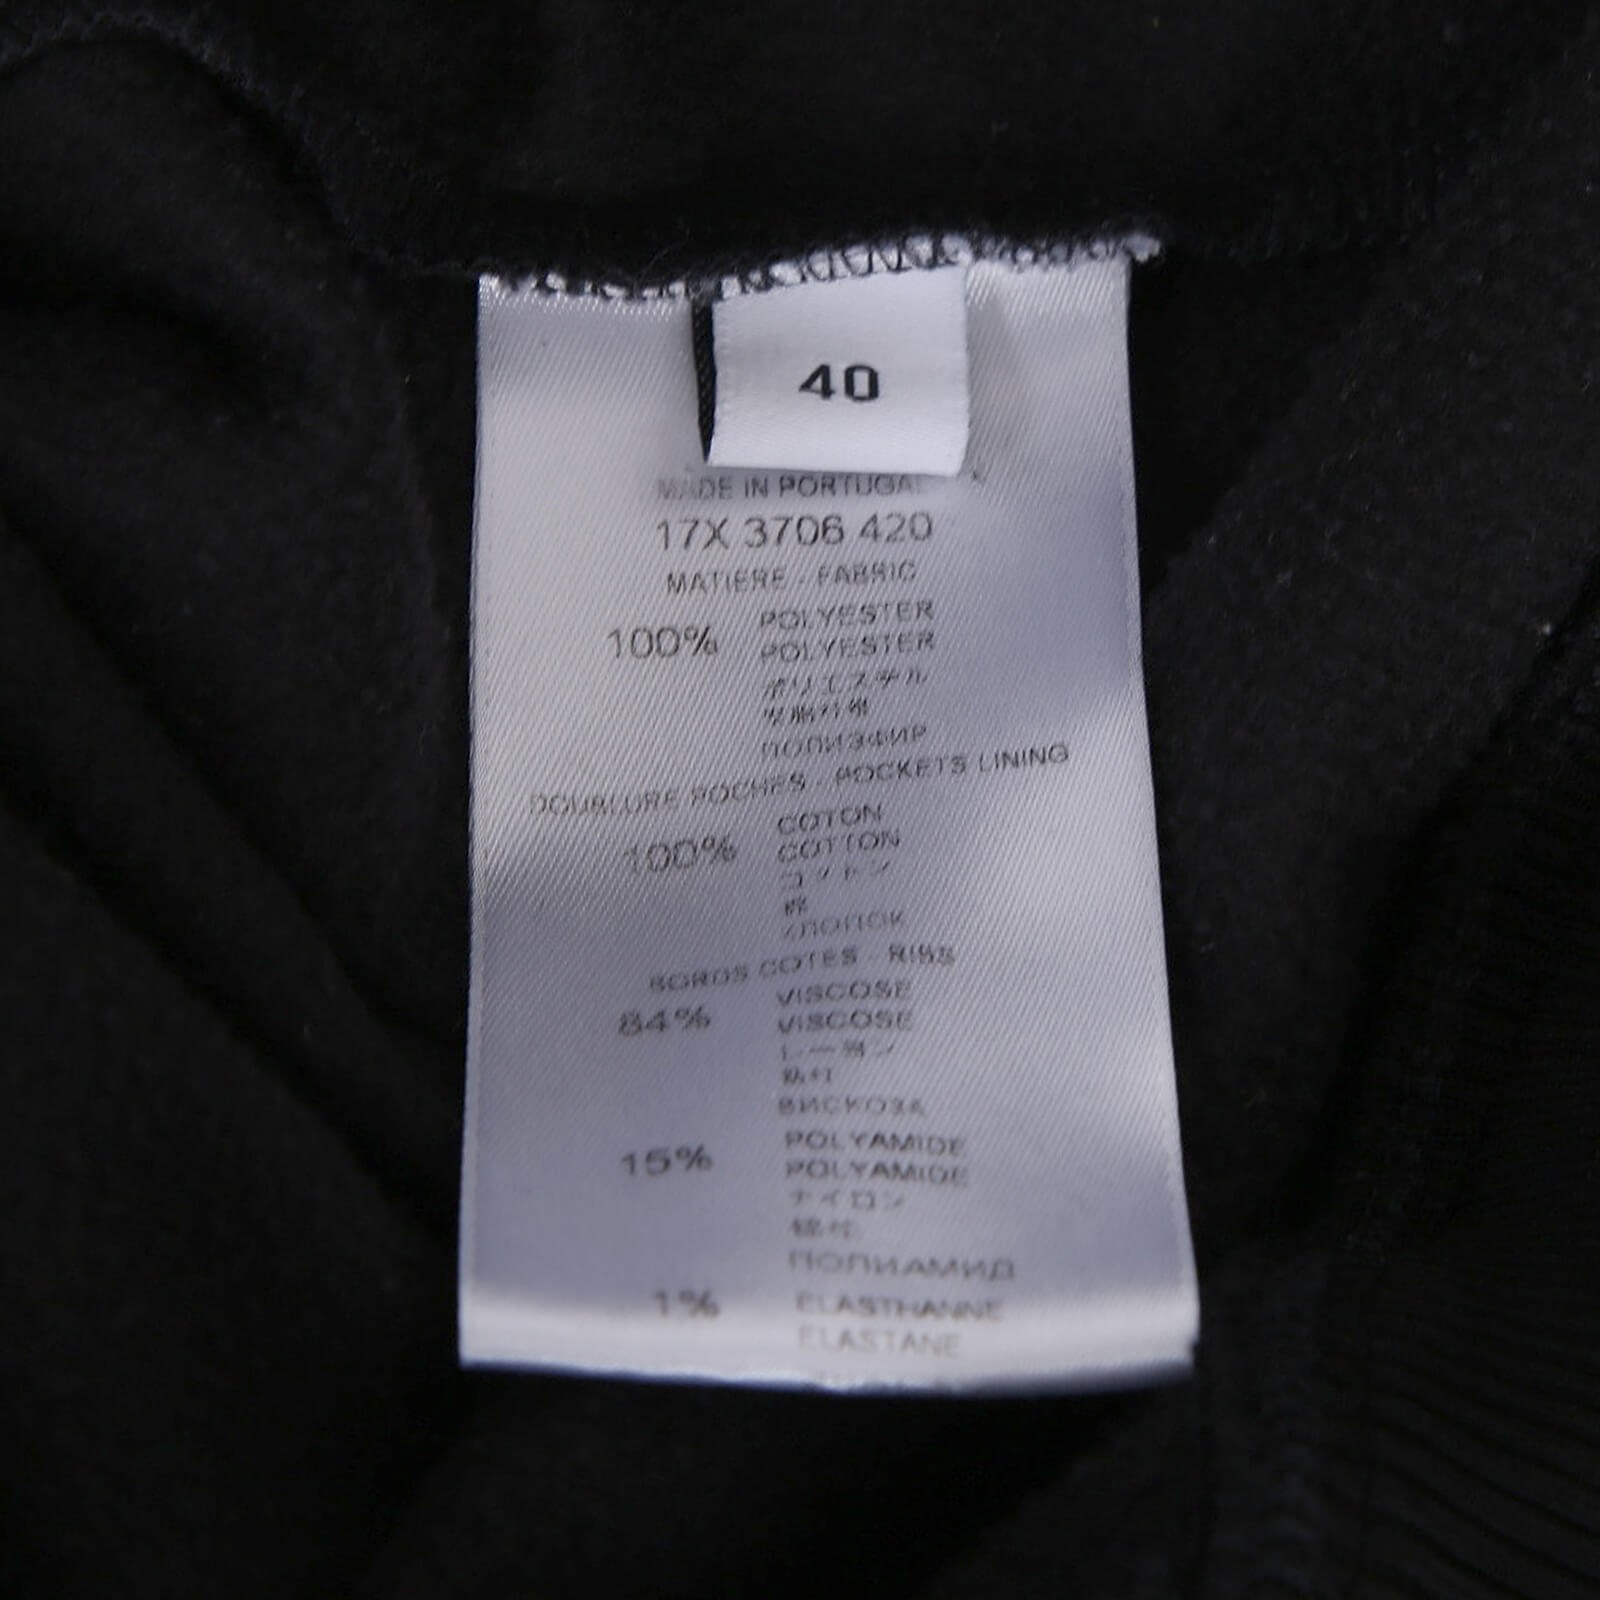 40
MADE IN PORTUGAL
17X 3706 420
MATIERE - FABRIC
100% POLYESTER
POLYESTER
ポリエステル
ПОЛИЭФИР
DOUBLURE POCHES - POCKETS LINING
100% COTON
COTTON
コットン
棉
ХЛОПОК
BORDS COTES - RIBS
84% VISCOSE
VISCOSE
レーヨン
ВИСКОЗА
15% POLYAMIDE
POLYAMIDE
ナイロン
ПОЛИАМИД
1% ELASTHANNE
ELASTANE